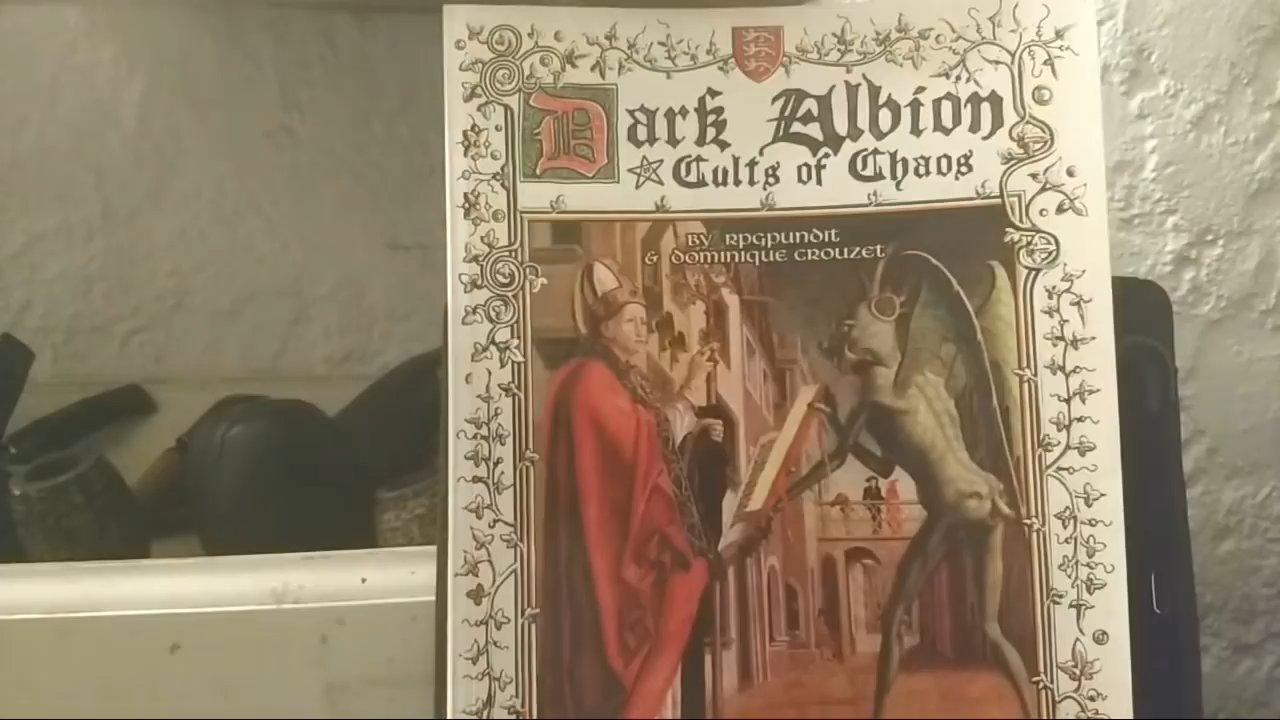 Dark Albion
Cults of Chaos
By RPGPundit
& Dominique Crouzet